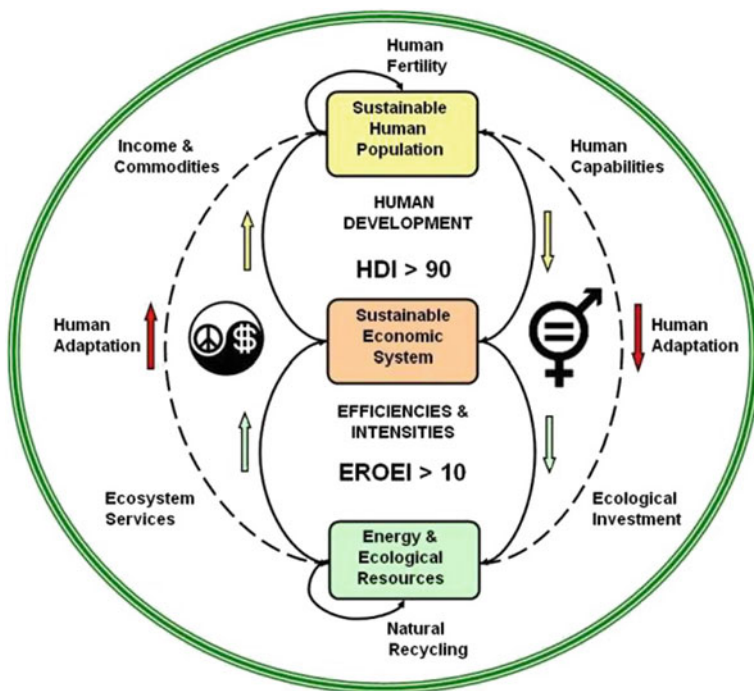 Human
Fertility
Sustainable
Human
Population
Income &
Commodities
Human
Capabilities
HUMAN
DEVELOPMENT
HDI > 90
Human
Adaptation
$
Sustainable
Economic
System
=
Human
Adaptation
EFFICIENCIES &
INTENSITIES
EROEI > 10
Ecosystem
Services
Ecological
Investment
Energy &
Ecological
Resources
Natural
Recycling